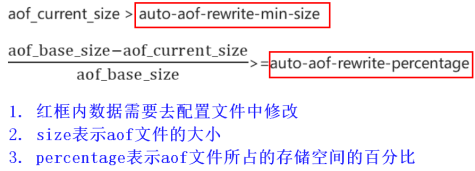 aof_current_size > auto-aof-rewrite-min-size
aof_base_size−aof_current_size
aof_base_size
>=auto-aof-rewrite-percentage
1. 红框内数据需要去配置文件中修改
2. size表示aof文件的大小
3. percentage表示aof文件所占的存储空间的百分比